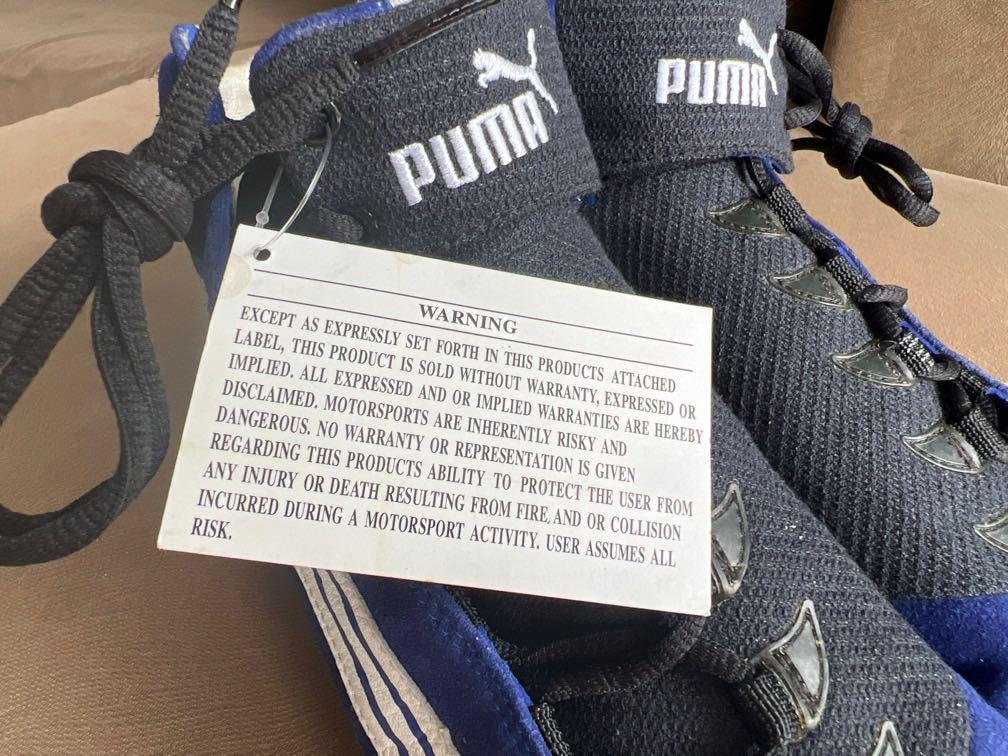 PUMA
PUMA
WARNING
EXCEPT AS EXPRESSLY SET FORTH IN THIS PRODUCTS ATTACHED
LABEL, THIS PRODUCT IS SOLD WITHOUT WARRANTY, EXPRESSED OR
IMPLIED. ALL EXPRESSED AND OR IMPLIED WARRANTIES ARE HEREBY
DISCLAIMED. MOTORSPORTS ARE INHERENTLY RISKY AND
DANGEROUS. NO WARRANTY OR REPRESENTATION IS GIVEN
REGARDING THIS PRODUCTS ABILITY TO PROTECT THE USER FROM
ANY INJURY OR DEATH RESULTING FROM FIRE, AND OR COLLISION
INCURRED DURING A MOTORSPORT ACTIVITY. USER ASSUMES ALL
RISK.